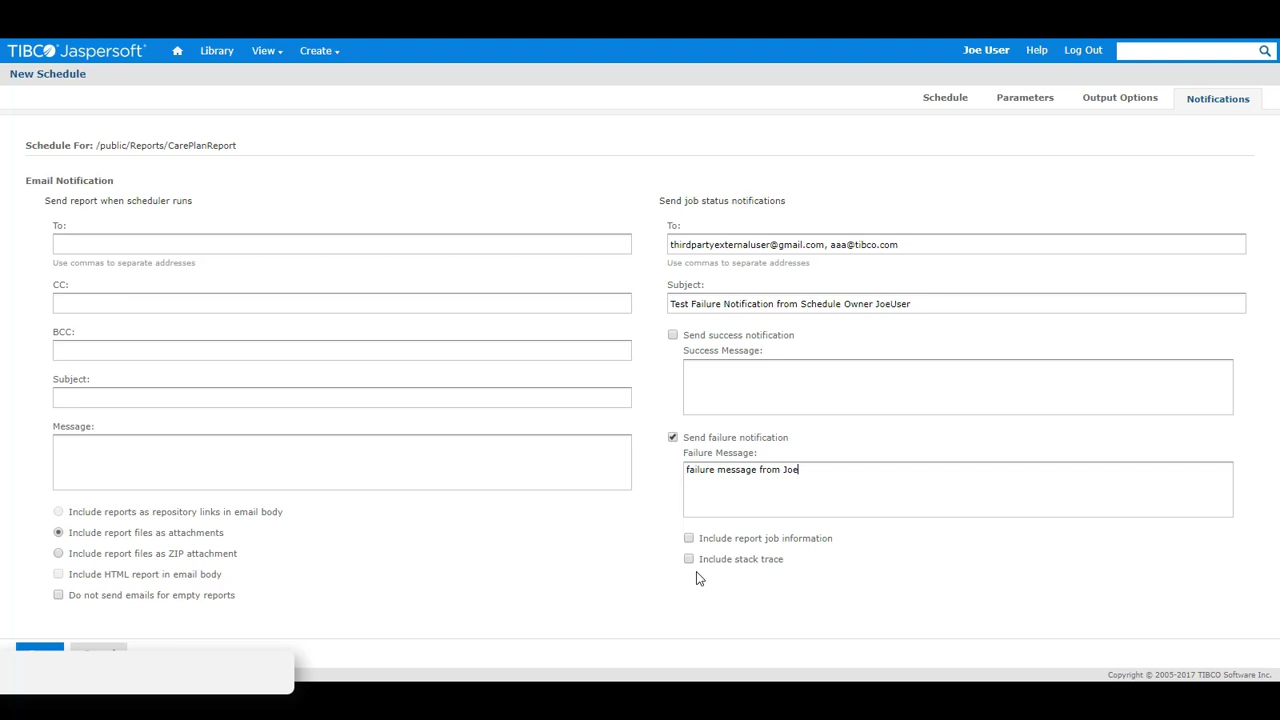 TIBCO Jaspersoft
Library
View
Create
Joe User
Help
Log Out
New Schedule
Schedule
Parameters
Output Options
Notifications
Schedule For: /public/Reports/CarePlanReport
Email Notification
Send report when scheduler runs
To:
Use commas to separate addresses
CC:
BCC:
Subject:
Message:
Include reports as repository links in email body
Include report files as attachments
Include report files as ZIP attachment
Include HTML report in email body
Do not send emails for empty reports
Send job status notifications
To:
thirdpartyexternaluser@gmail.com, aaa@tibco.com
Use commas to separate addresses
Subject:
Test Failure Notification from Schedule Owner JoeUser
Send success notification
Success Message:
Send failure notification
Failure Message:
failure message from Joe
Include report job information
Include stack trace
Copyright © 2005-2017 TIBCO Software Inc.